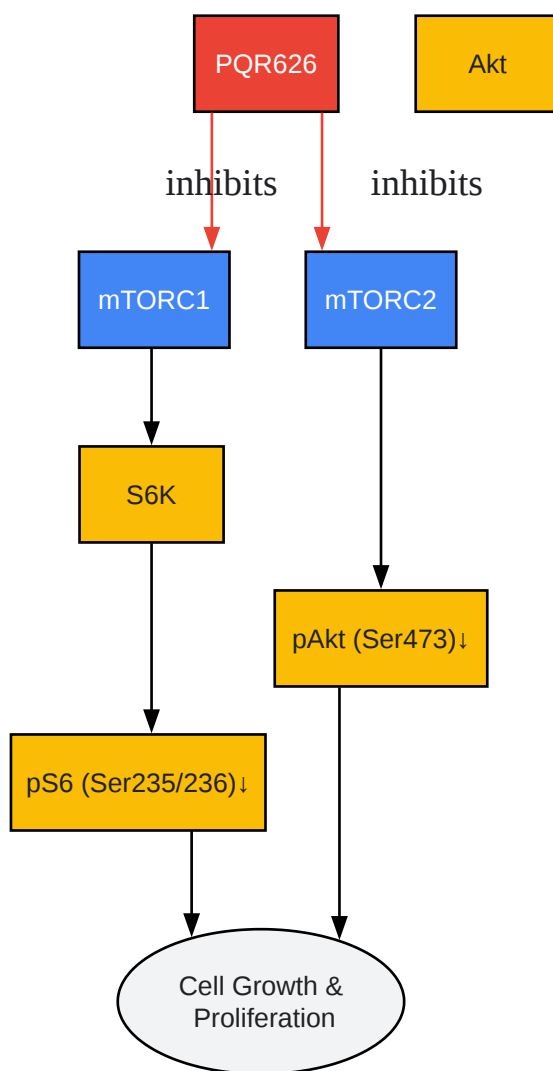 PQR626
Akt
inhibits
inhibits
mTORC1
mTORC2
S6K
pAkt (Ser473)↓
pS6 (Ser235/236)↓
Cell Growth &
Proliferation